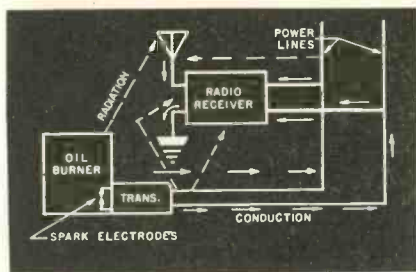 POWER
LINES
RADIATION
RADIO
RECEIVER
OIL
BURNER
TRANS.
CONDUCTION
SPARK ELECTRODES